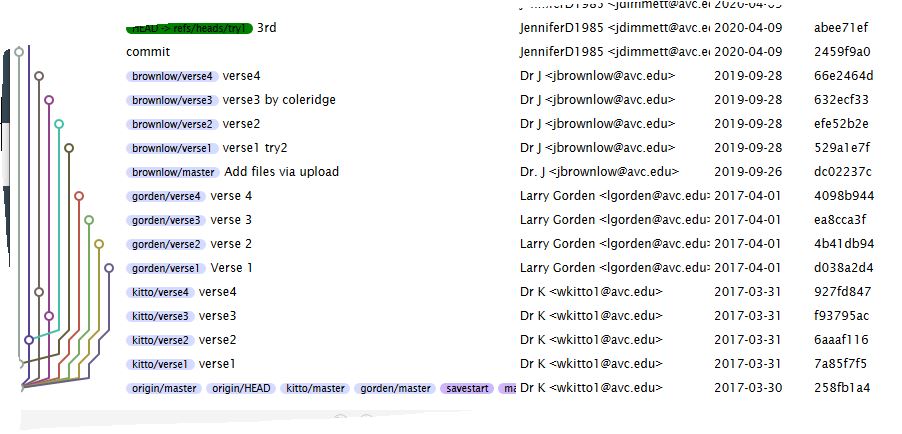 JenniferD1985 <jdimmett@avc.e 2020-04-09
HEAD -> refs/heads/try1 3rd JenniferD1985 <jdimmett@avc.e 2020-04-09 abee71ef
commit JenniferD1985 <jdimmett@avc.e 2020-04-09 2459f9a0
brownlow/verse4 verse4 Dr J <jbrownlow@avc.edu> 2019-09-28 66e2464d
brownlow/verse3 verse3 by coleridge Dr J <jbrownlow@avc.edu> 2019-09-28 632ecf33
brownlow/verse2 verse2 Dr J <jbrownlow@avc.edu> 2019-09-28 efe52b2e
brownlow/verse1 verse1 try2 Dr J <jbrownlow@avc.edu> 2019-09-28 529a1e7f
brownlow/master Add files via upload Dr. J <jbrownlow@avc.edu> 2019-09-26 dc02237c
gorden/verse4 verse 4 Larry Gorden <lgorden@avc.edu> 2017-04-01 4098b944
gorden/verse3 verse 3 Larry Gorden <lgorden@avc.edu> 2017-04-01 ea8cca3f
gorden/verse2 verse 2 Larry Gorden <lgorden@avc.edu> 2017-04-01 4b41db94
gorden/verse1 Verse 1 Larry Gorden <lgorden@avc.edu> 2017-04-01 d038a2d4
kitto/verse4 verse4 Dr K <wkitto1@avc.edu> 2017-03-31 927fd847
kitto/verse3 verse3 Dr K <wkitto1@avc.edu> 2017-03-31 f93795ac
kitto/verse2 verse2 Dr K <wkitto1@avc.edu> 2017-03-31 6aaaf116
kitto/verse1 verse1 Dr K <wkitto1@avc.edu> 2017-03-31 7a85f7f5
origin/master origin/HEAD kitto/master gorden/master savestart ma Dr K <wkitto1@avc.edu> 2017-03-30 258fb1a4